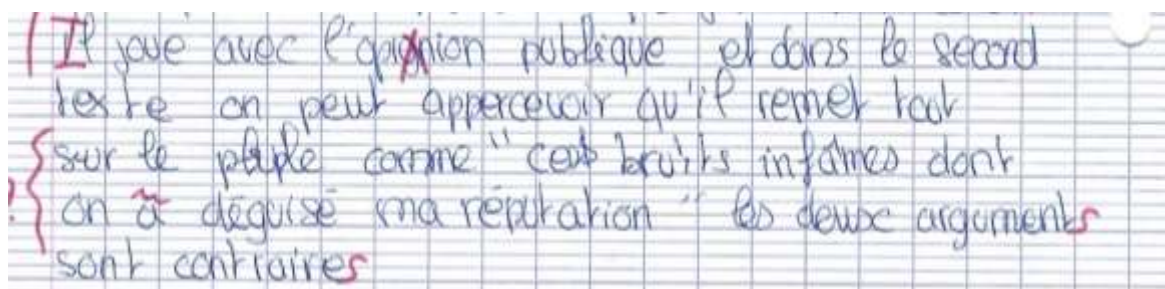 Il joue avec l'opinion publique" et dans le second
texte on peut appercevoir qu'il remet tout
sur le peuple comme "ces bruits infâmes dont
on a déguisé ma réputation" les deux arguments
sont contraires